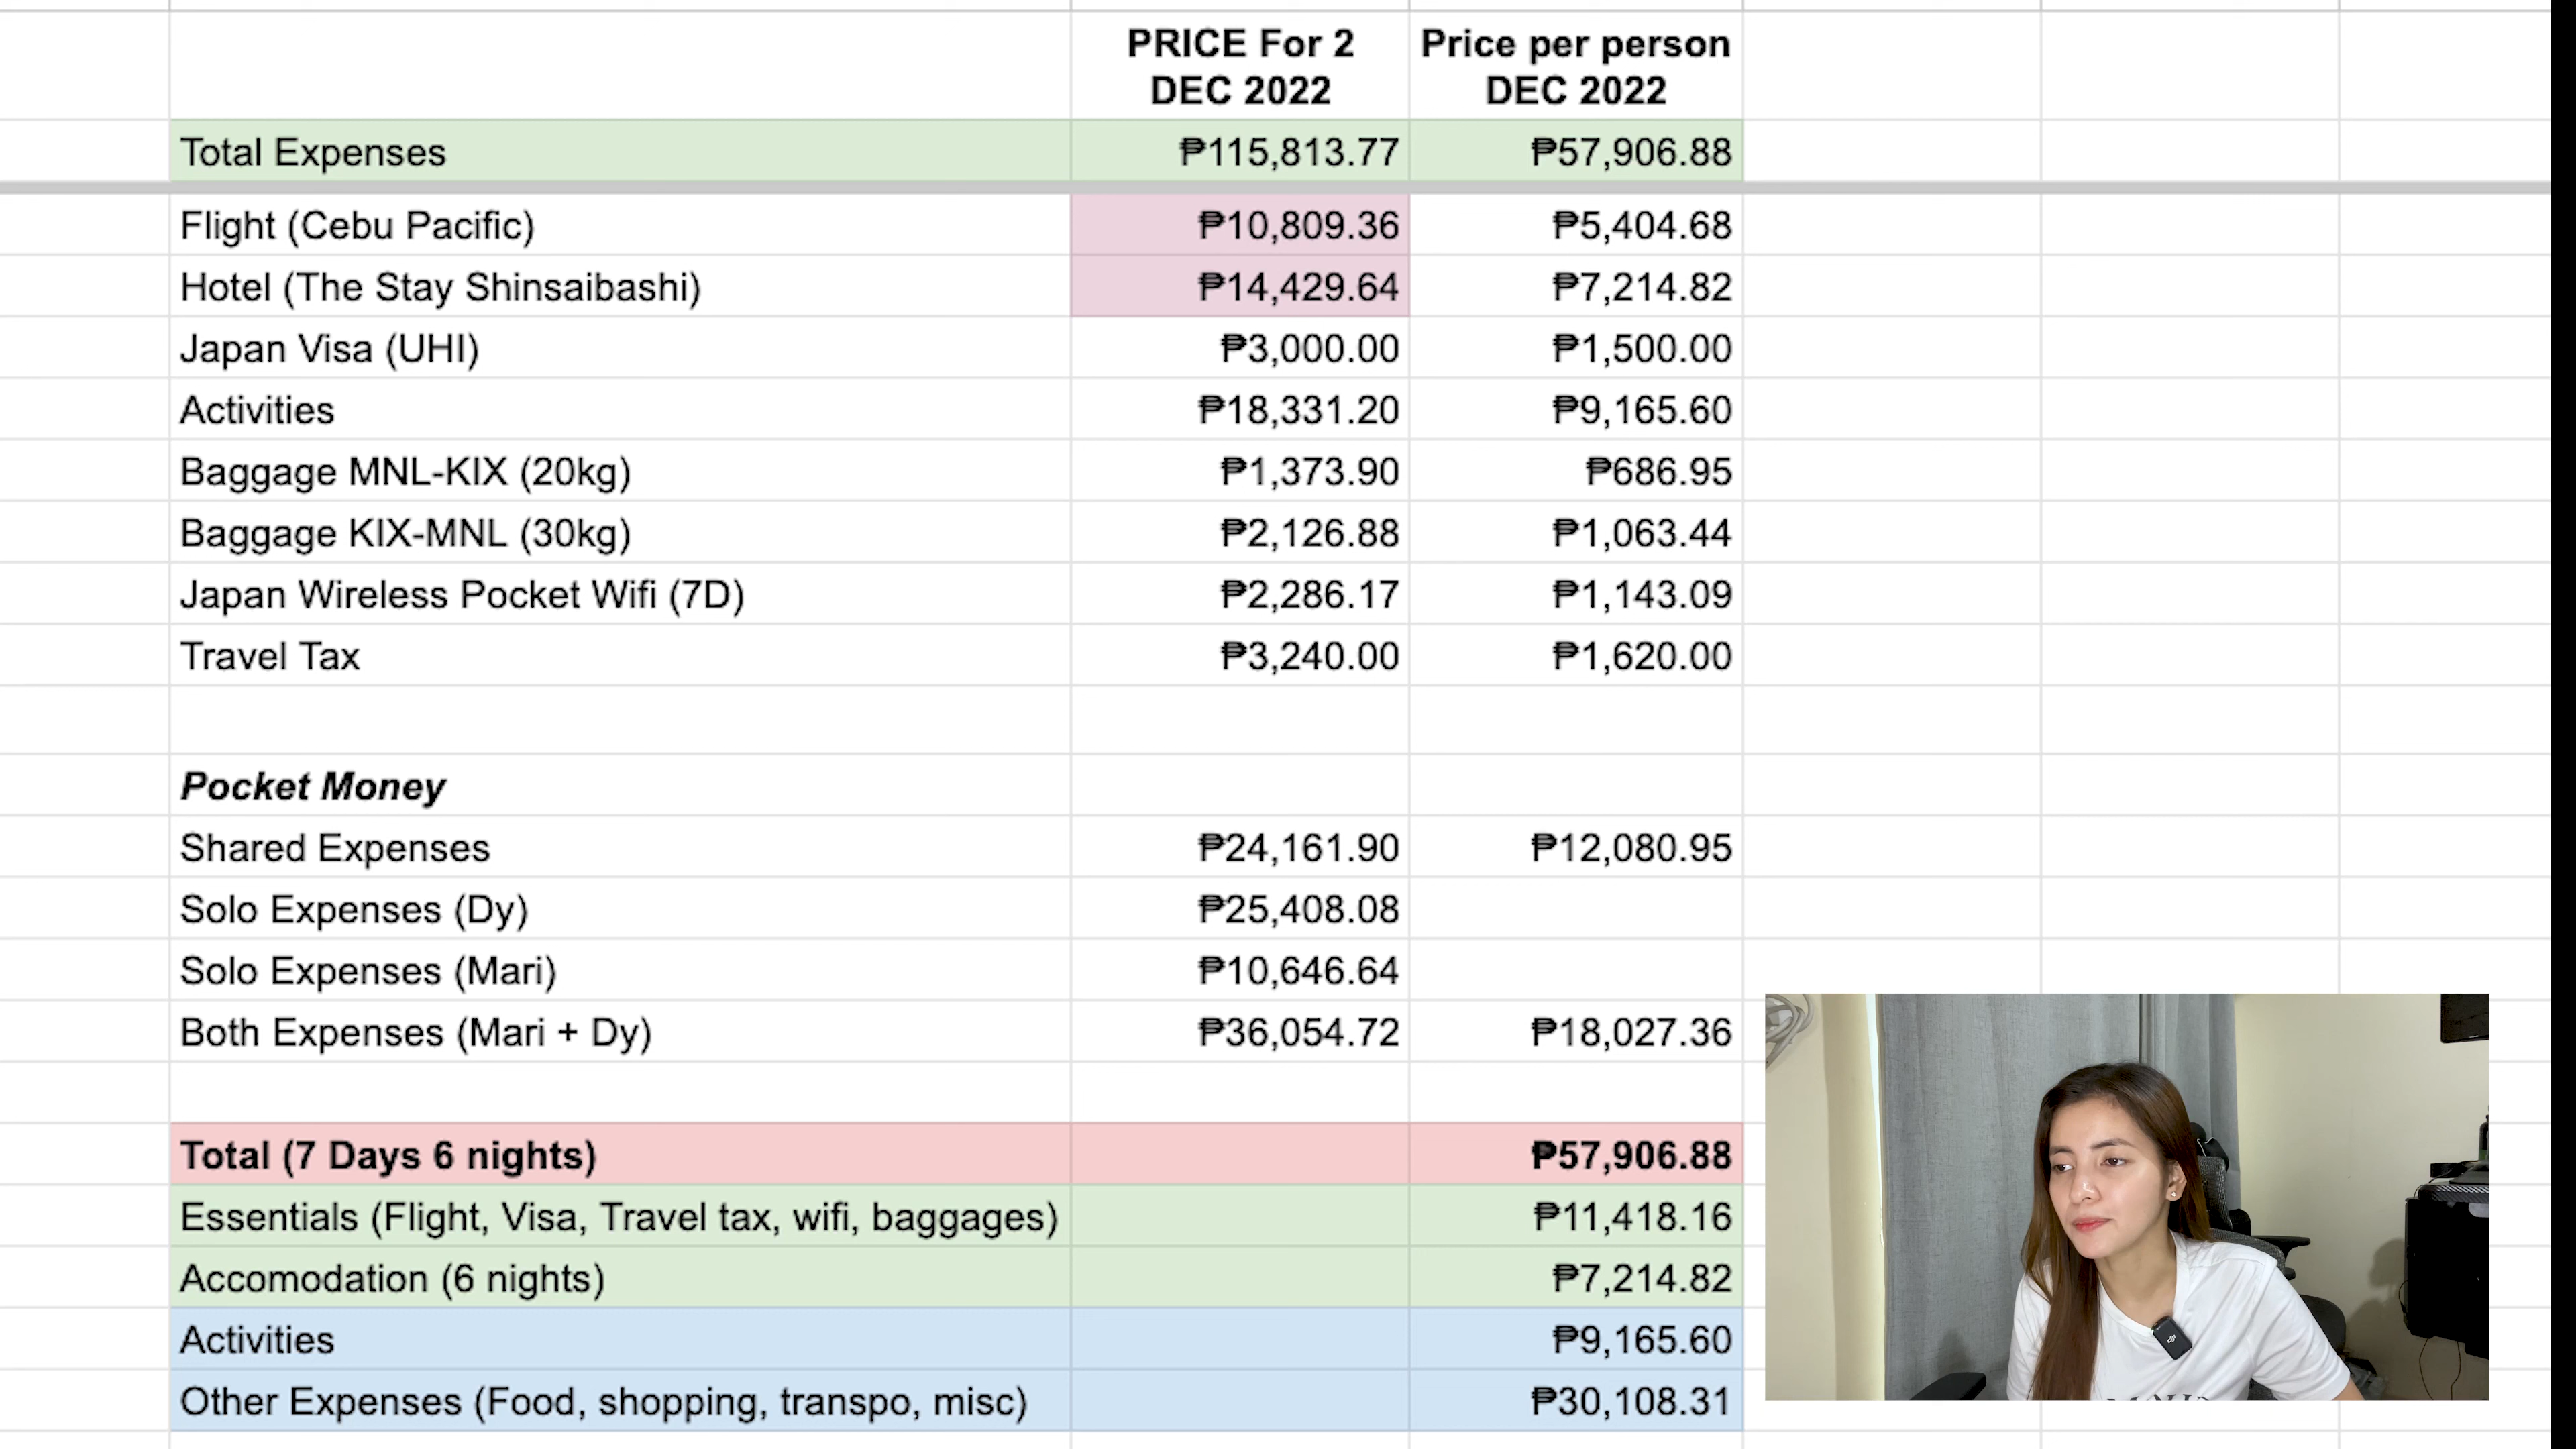 PRICE For 2 Price per person
DEC 2022 DEC 2022
Total Expenses ₱115,813.77 ₱57,906.88
Flight (Cebu Pacific) ₱10,809.36 ₱5,404.68
Hotel (The Stay Shinsaibashi) ₱14,429.64 ₱7,214.82
Japan Visa (UHI) ₱3,000.00 ₱1,500.00
Activities ₱18,331.20 ₱9,165.60
Baggage MNL-KIX (20kg) ₱1,373.90 ₱686.95
Baggage KIX-MNL (30kg) ₱2,126.88 ₱1,063.44
Japan Wireless Pocket Wifi (7D) ₱2,286.17 ₱1,143.09
Travel Tax ₱3,240.00 ₱1,620.00
Pocket Money
Shared Expenses ₱24,161.90 ₱12,080.95
Solo Expenses (Dy) ₱25,408.08
Solo Expenses (Mari) ₱10,646.64
Both Expenses (Mari + Dy) ₱36,054.72 ₱18,027.36
Total (7 Days 6 nights) ₱57,906.88
Essentials (Flight, Visa, Travel tax, wifi, baggages) ₱11,418.16
Accomodation (6 nights) ₱7,214.82
Activities ₱9,165.60
Other Expenses (Food, shopping, transpo, misc) ₱30,108.31
dji